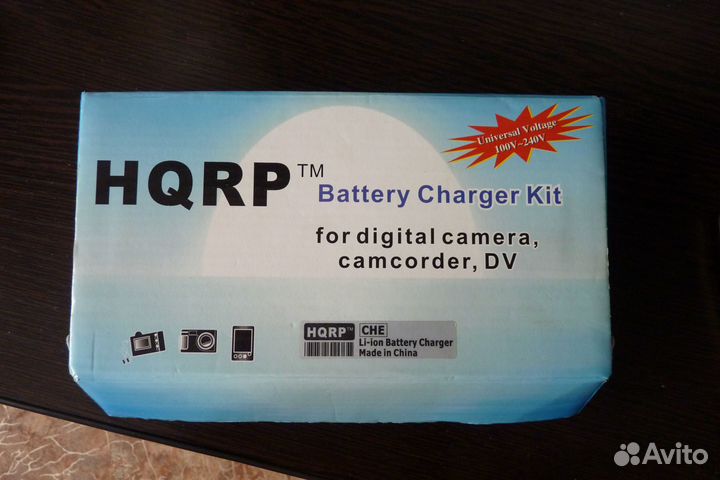 Universal Voltage
100V~240V
HQRP™
Battery Charger Kit
for digital camera,
camcorder, DV
HQRP™ CHE
Li-ion Battery Charger
Made in China
Avito